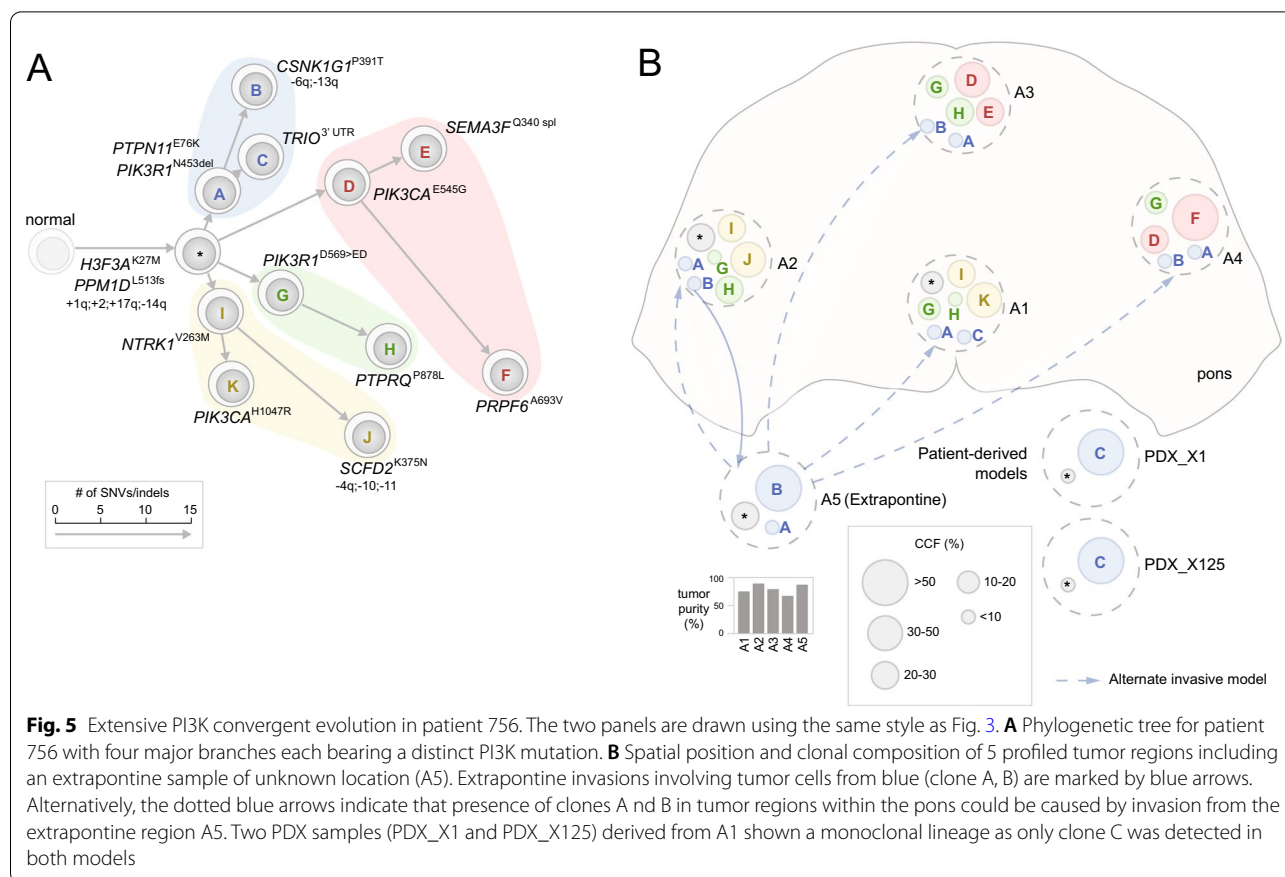 A
CSNK1G1P391T
-6q;-13q
B
PTPN11E76K
PIK3R1N453del
TRIO3' UTR
C
A
SEMA3FQ340 spl
E
D
PIK3CAE545G
normal
*
H3F3AK27M
PPM1DL513fs
+1q;+2;+17q;-14q
PIK3R1D569>ED
G
I
NTRK1V263M
H
PTPRQP878L
K
PIK3CAH1047R
F
PRPF6A693V
J
SCFD2K375N
-4q;-10;-11
# of SNVs/indels
0 5 10 15
B
G D
H E
B
A
A3
* I
A G J
B H
A2
* I
G H K
A C
A1
G F
D
B A
A4
pons
B
*
A
A5 (Extrapontine)
Patient-derived
models
C
*
PDX_X1
C
*
PDX_X125
tumor
purity
(%)
100
50
0
A1 A2 A3 A4 A5
CCF (%)
>50 10-20
30-50 <10
20-30
Alternate invasive model
Fig. 5 Extensive PI3K convergent evolution in patient 756. The two panels are drawn using the same style as Fig. 3. A Phylogenetic tree for patient
756 with four major branches each bearing a distinct PI3K mutation. B Spatial position and clonal composition of 5 profiled tumor regions including
an extrapontine sample of unknown location (A5). Extrapontine invasions involving tumor cells from blue (clone A, B) are marked by blue arrows.
Alternatively, the dotted blue arrows indicate that presence of clones A nd B in tumor regions within the pons could be caused by invasion from the
extrapontine region A5. Two PDX samples (PDX_X1 and PDX_X125) derived from A1 shown a monoclonal lineage as only clone C was detected in
both models